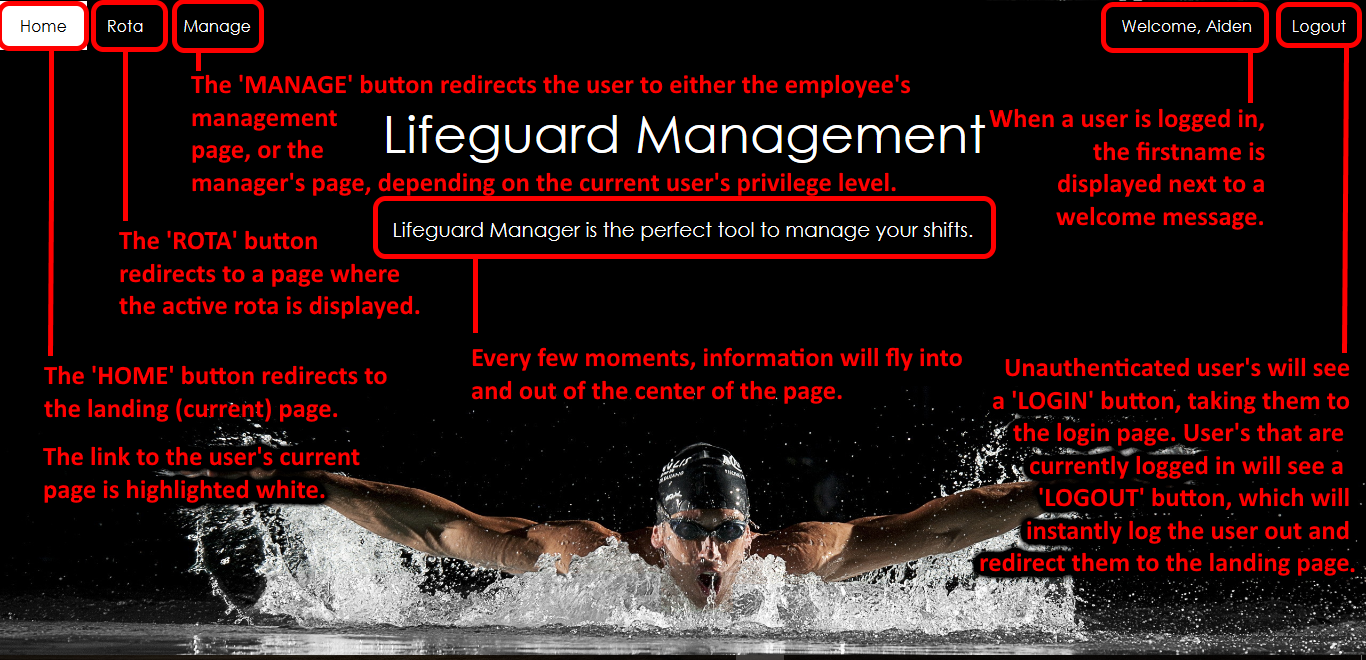 Home Rota Manage Welcome, Aiden Logout
The 'MANAGE' button redirects the user to either the employee's
management
page, or the
manager's page, depending on the current user's privilege level.
Lifeguard Management
When a user is logged in,
the firstname is
displayed next to a
welcome message.
Lifeguard Manager is the perfect tool to manage your shifts.
The 'ROTA' button
redirects to a page where
the active rota is displayed.
Every few moments, information will fly into
and out of the center of the page.
The 'HOME' button redirects to
the landing (current) page.
The link to the user's current
page is highlighted white.
Unauthenticated user's will see
a 'LOGIN' button, taking them to
the login page. User's that are
currently logged in will see a
'LOGOUT' button, which will
instantly log the user out and
redirect them to the landing page.